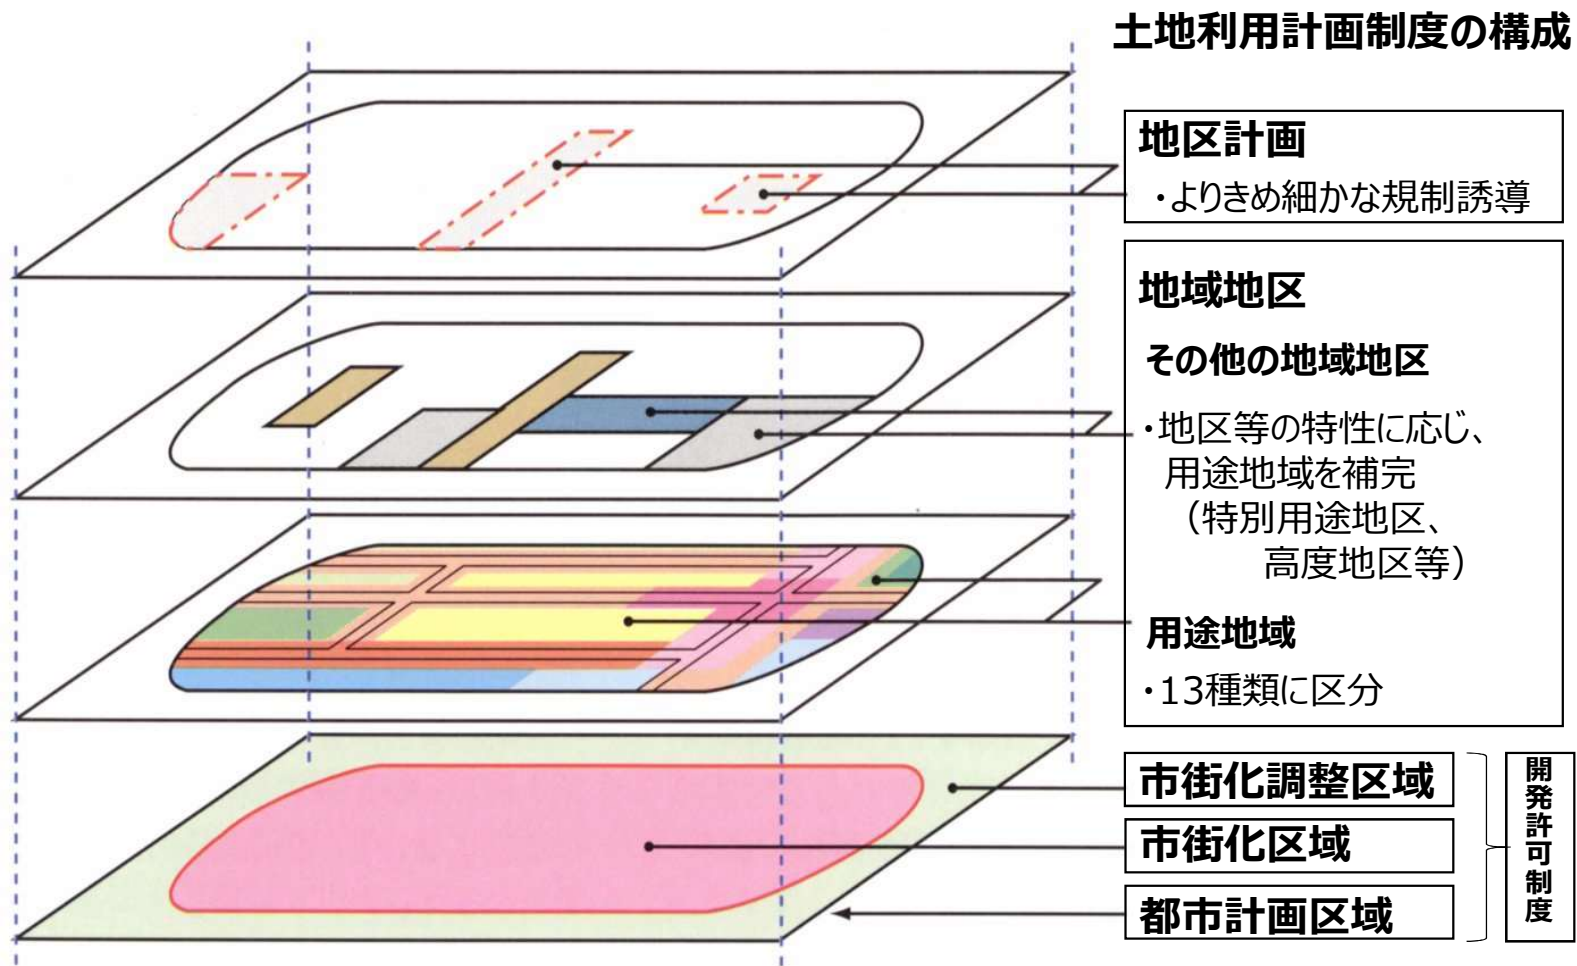 土地利用計画制度の構成
地区計画
・よりきめ細かな規制誘導
地域地区
その他の地域地区
・地区等の特性に応じ、
用途地域を補完
（特別用途地区、
高度地区等）
用途地域
・13種類に区分
市街化調整区域
市街化区域
都市計画区域
開発許可制度